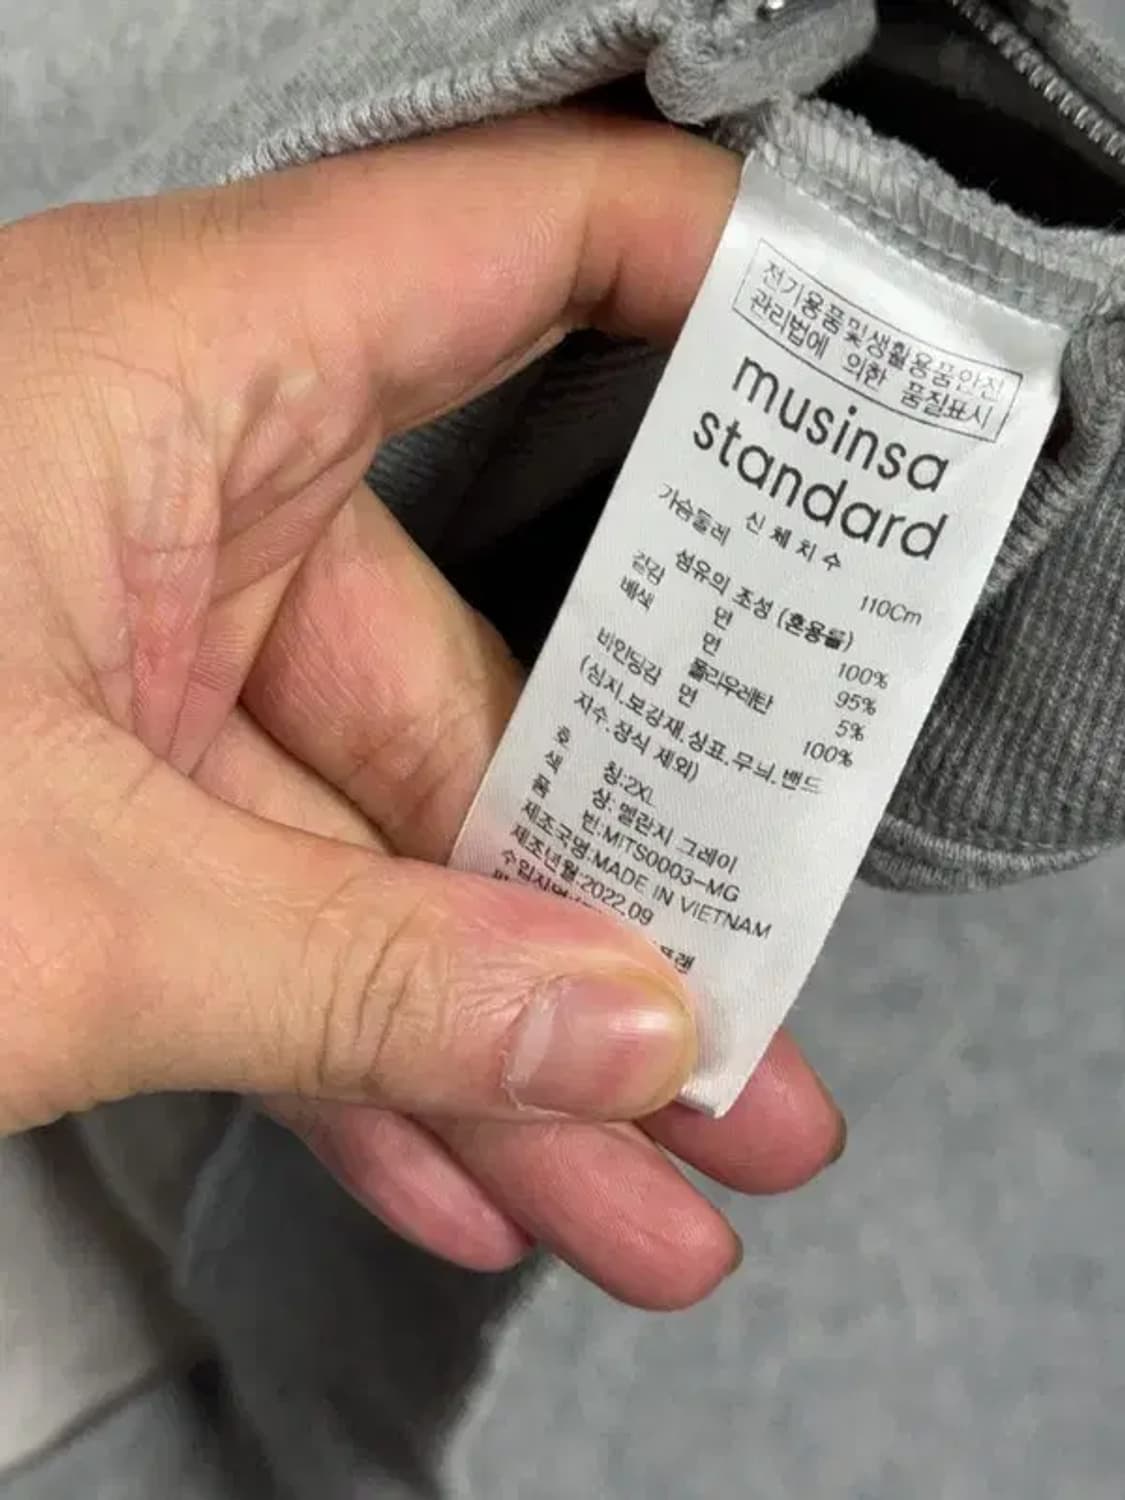 전기용품및생활용품안전
관리법에 의한 품질표시
musinsa
standard
신체치수
가슴둘레 110Cm
섬유의 조성 (혼용률)
겉감 면 100%
배색 면 95%
폴리우레탄 5%
바인딩감 면 100%
(심지.보강재.상표.무늬.밴드
자수.장식 제외)
호 칭:2XL
색 상: 멜란지 그레이
품 번:MITS0003-MG
제조국명:MADE IN VIETNAM
제조년월:2022.09